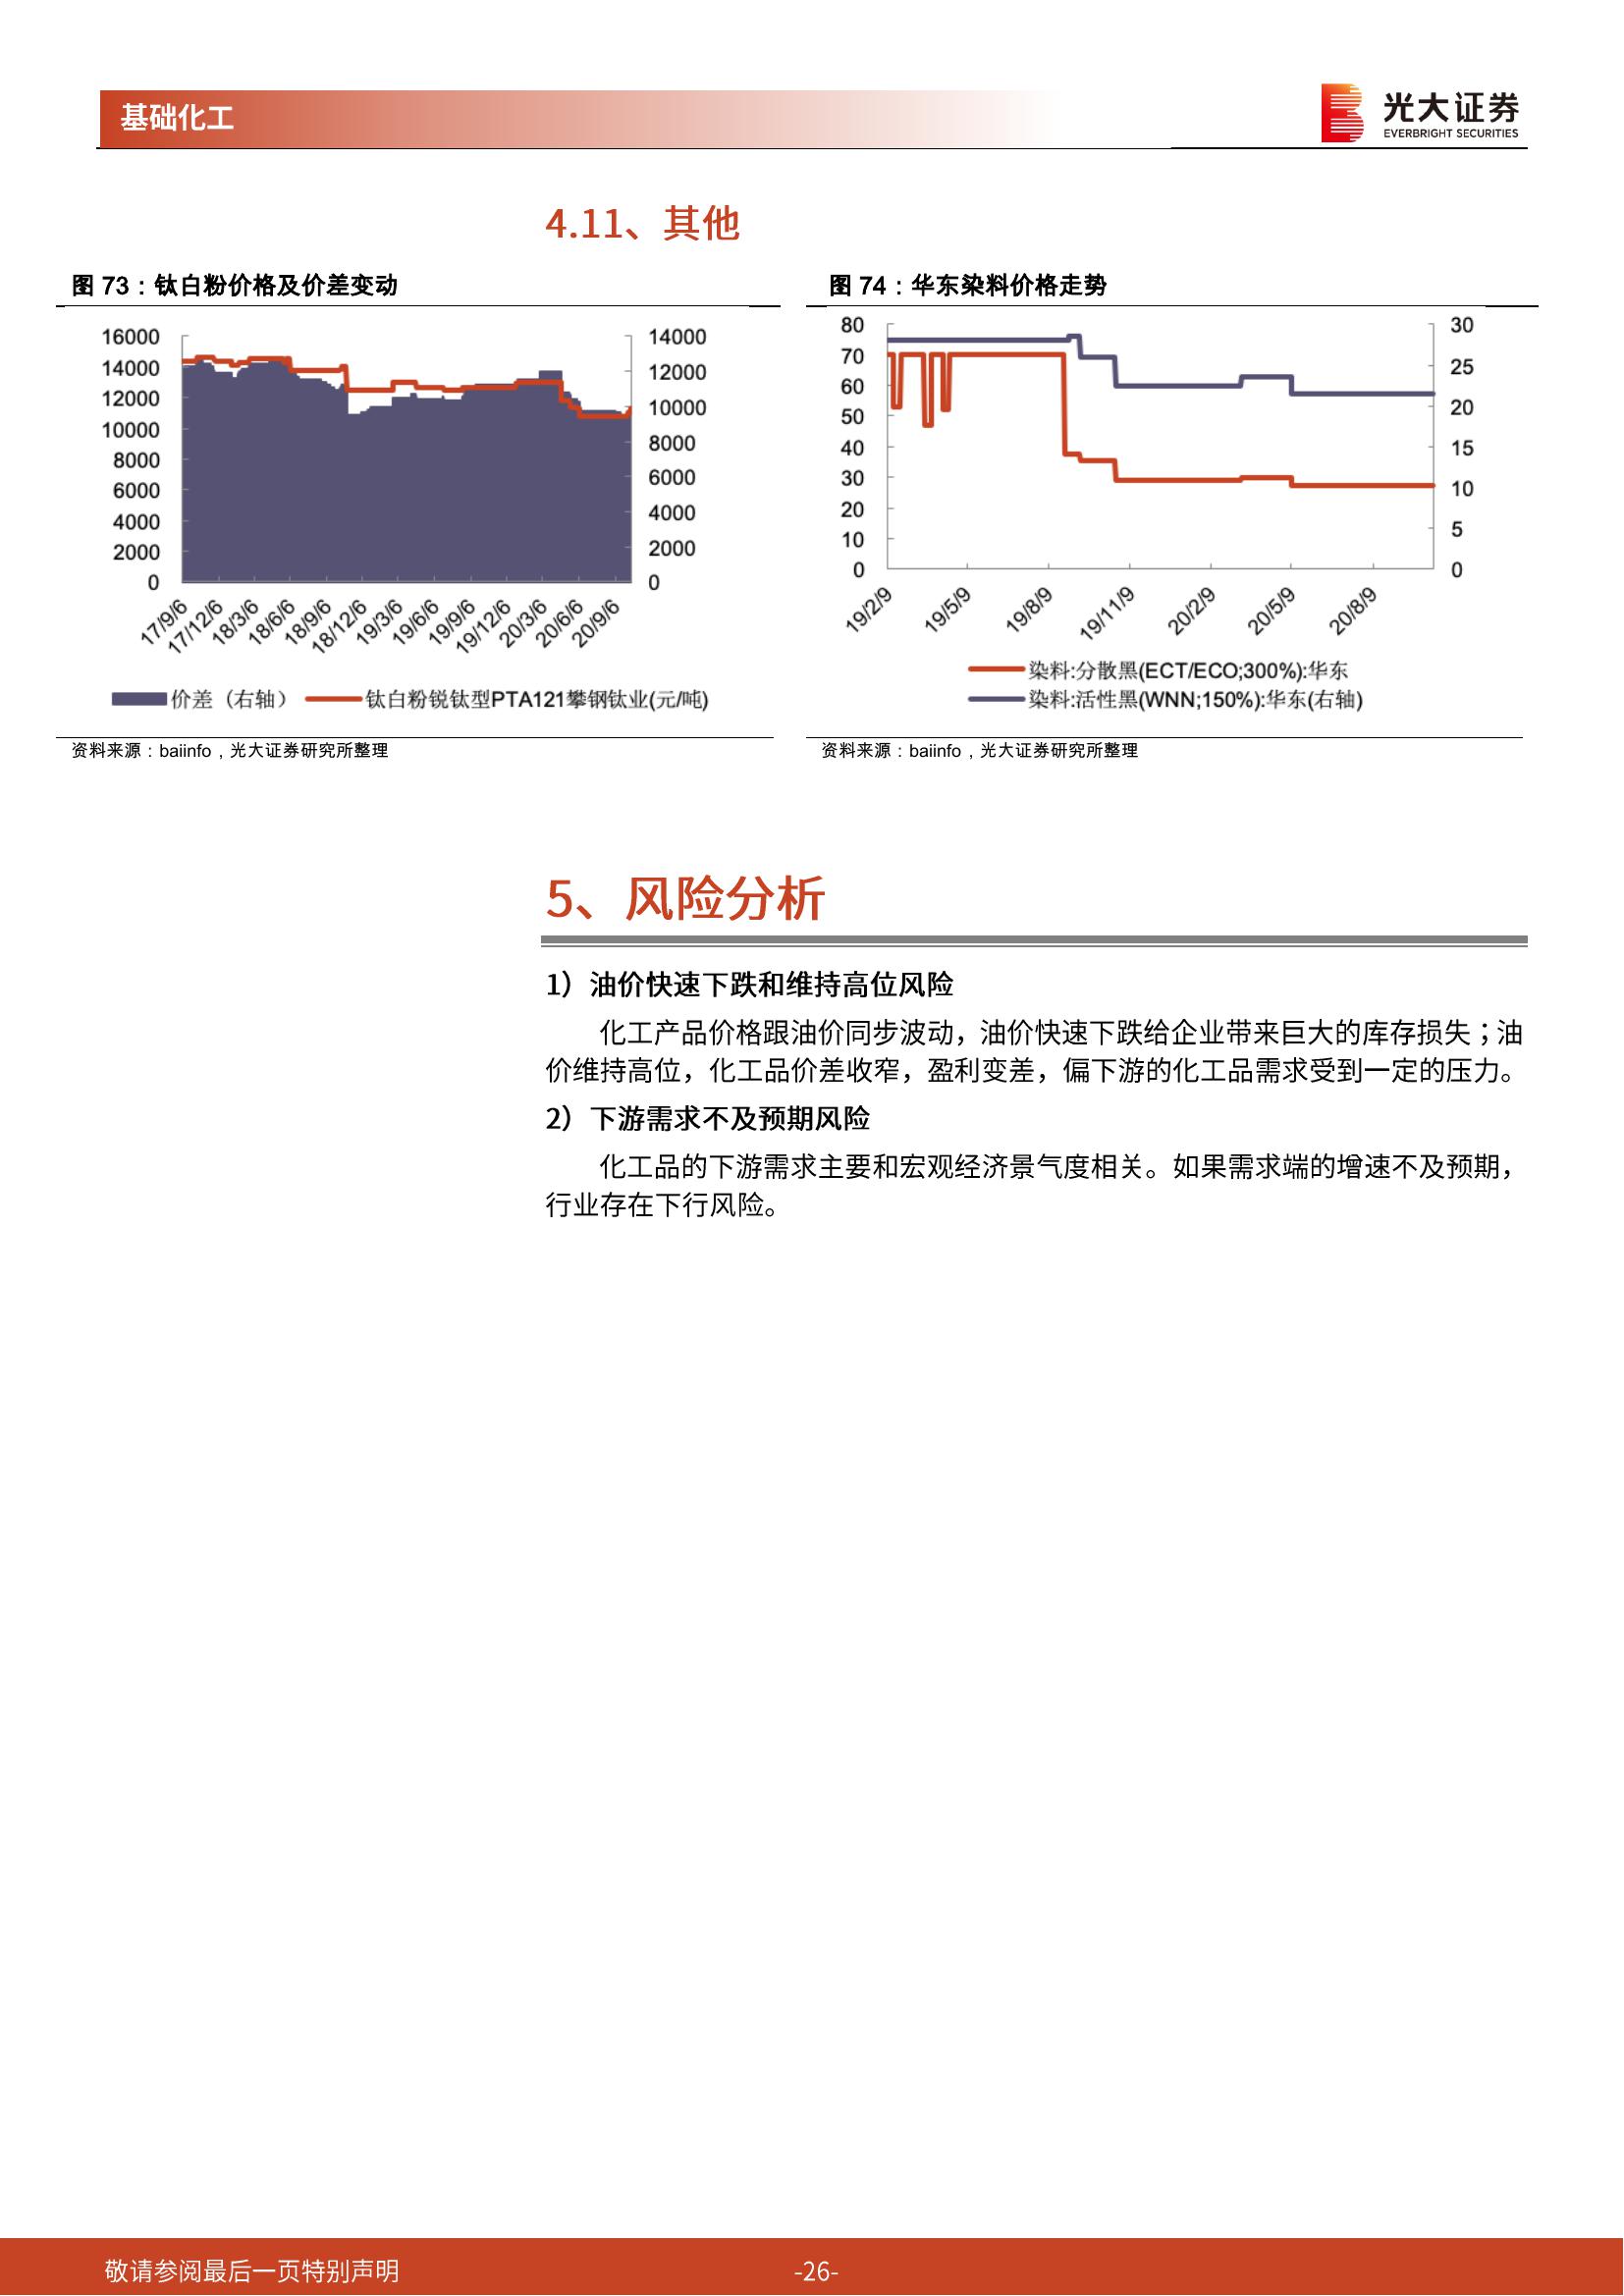 基础化工
光大证券
EVERBRIGHT SECURITIES
4.11、其他
图 73：钛白粉价格及价差变动
16000
14000
12000
10000
8000
6000
4000
2000
0
14000
12000
10000
8000
6000
4000
2000
0
17/9/6
17/12/6
18/3/6
18/6/6
18/9/6
18/12/6
19/3/6
19/6/6
19/9/6
19/12/6
20/3/6
20/6/6
20/9/6
价差（右轴） 钛白粉锐钛型PTA121攀钢钛业(元/吨)
资料来源：baiinfo，光大证券研究所整理
图 74：华东染料价格走势
80
70
60
50
40
30
20
10
0
30
25
20
15
10
5
0
19/2/9
19/5/9
19/8/9
19/11/9
20/2/9
20/5/9
20/8/9
染料:分散黑(ECT/ECO;300%):华东
染料:活性黑(WNN;150%):华东(右轴)
资料来源：baiinfo，光大证券研究所整理
5、风险分析
1）油价快速下跌和维持高位风险
化工产品价格跟油价同步波动，油价快速下跌给企业带来巨大的库存损失；油
价维持高位，化工品价差收窄，盈利变差，偏下游的化工品需求受到一定的压力。
2）下游需求不及预期风险
化工品的下游需求主要和宏观经济景气度相关。如果需求端的增速不及预期，
行业存在下行风险。
敬请参阅最后一页特别声明
-26-